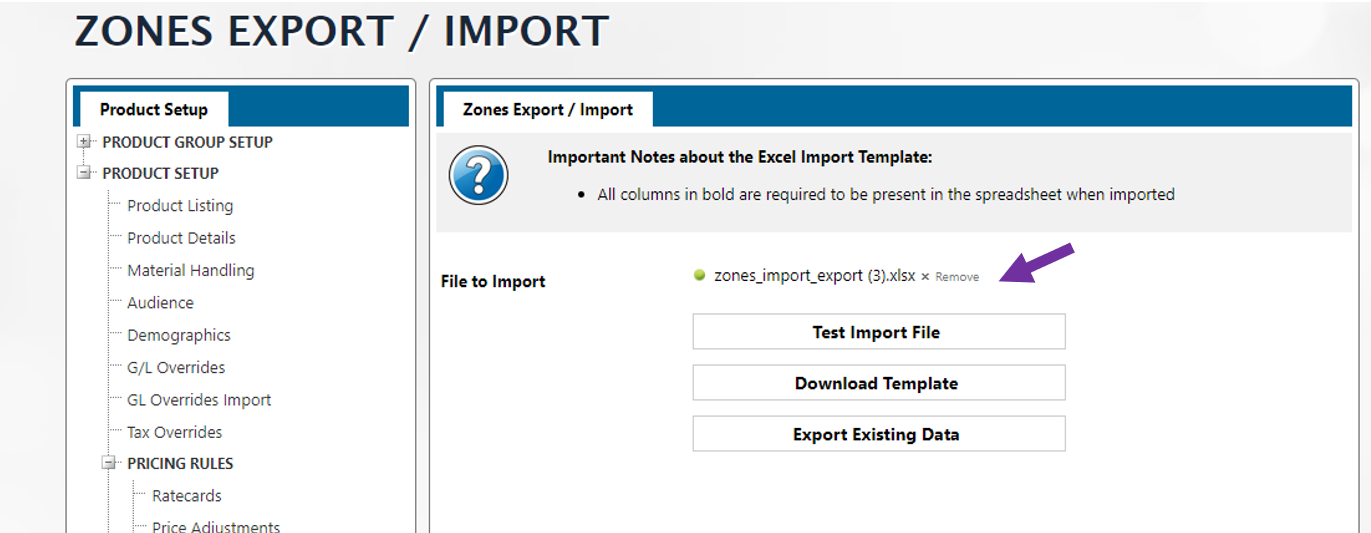 ZONES EXPORT / IMPORT
Product Setup
PRODUCT GROUP SETUP
PRODUCT SETUP
Product Listing
Product Details
Material Handling
Audience
Demographics
G/L Overrides
GL Overrides Import
Tax Overrides
PRICING RULES
Ratecards
Price Adjustments
Zones Export / Import
?
Important Notes about the Excel Import Template:
• All columns in bold are required to be present in the spreadsheet when imported
File to Import
zones_import_export (3).xlsx × Remove
Test Import File
Download Template
Export Existing Data